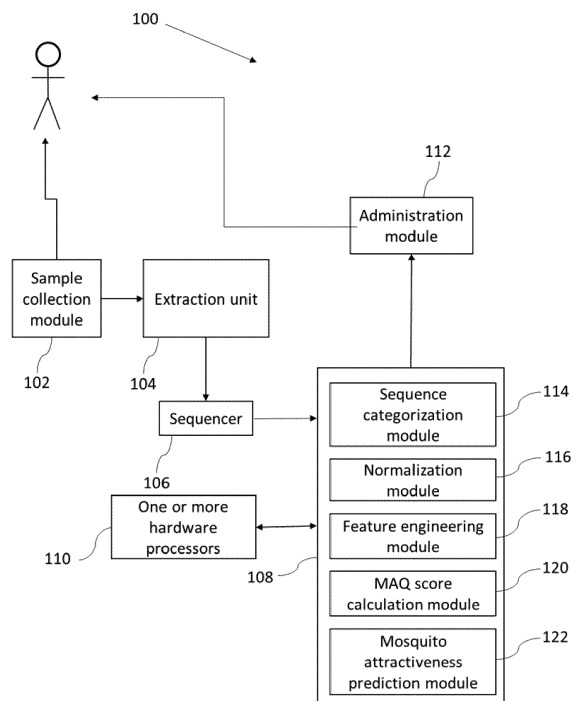 100
112
Administration
module
Sample
collection
module
Extraction unit
102
104
Sequencer
106
Sequence
categorization
module
114
Normalization
module
116
One or more
hardware
processors
110
Feature engineering
module
118
108
MAQ score
calculation module
120
Mosquito
attractiveness
prediction module
122